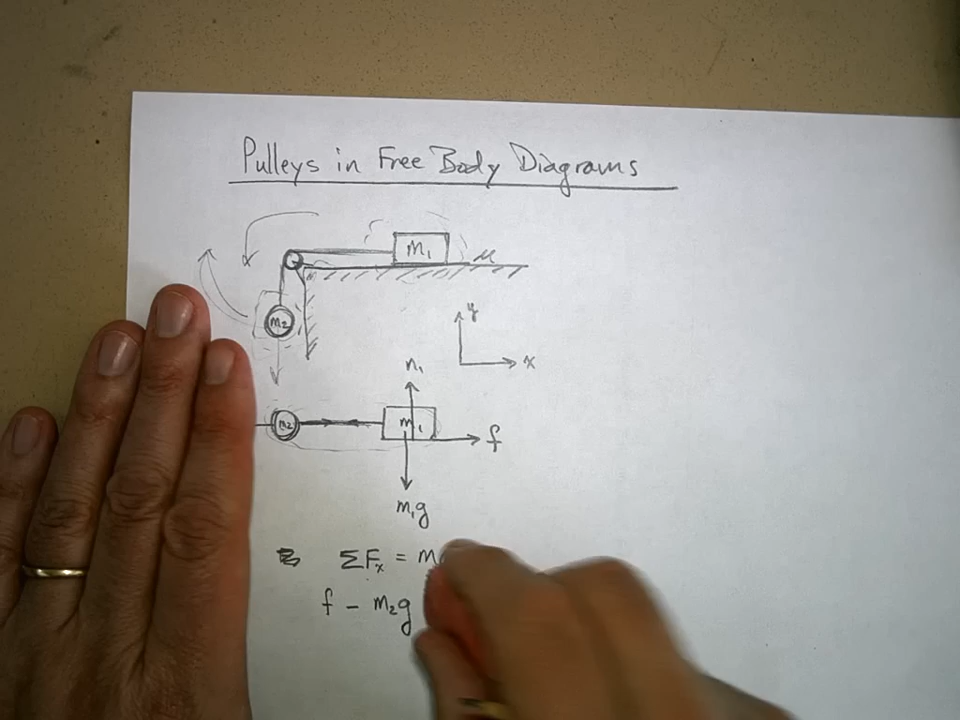 Pulleys in Free Body Diagrams
m₁
μ
m₂
y
x
n₁
m₂
m₁
f
m₁g
ΣFₓ = m
f - m₂g